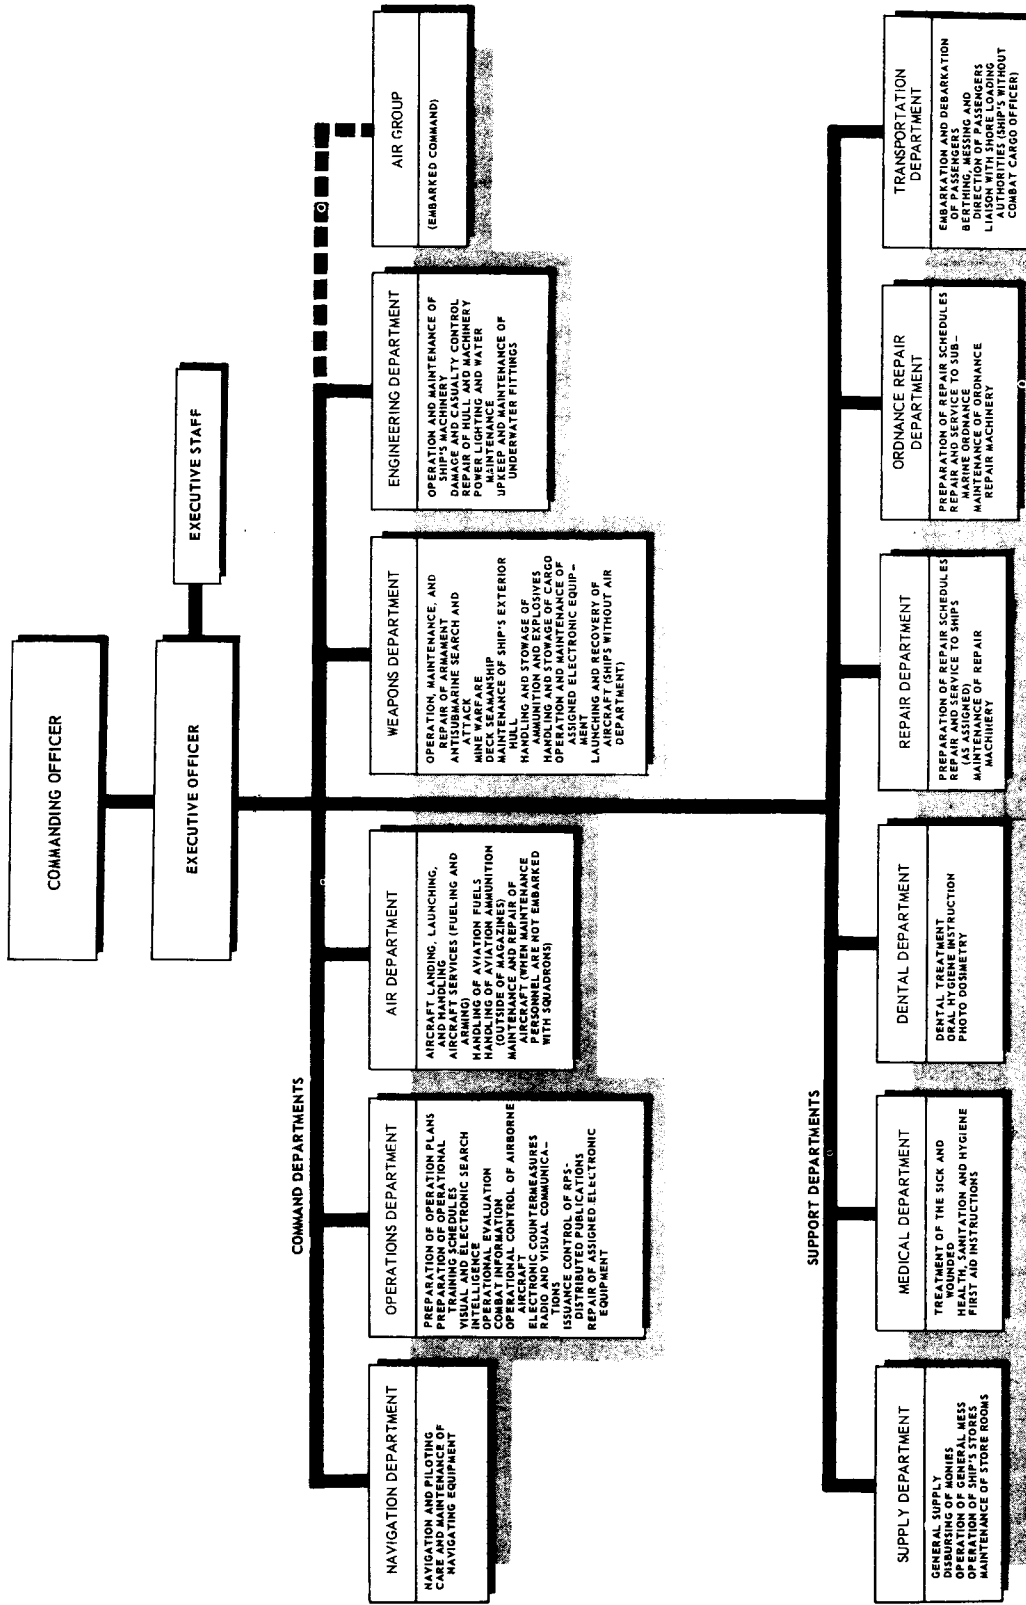 COMMANDING OFFICER
EXECUTIVE OFFICER
EXECUTIVE STAFF
COMMAND DEPARTMENTS
NAVIGATION DEPARTMENT
NAVIGATION AND PILOTING
CARE AND MAINTENANCE OF
NAVIGATING EQUIPMENT
OPERATIONS DEPARTMENT
PREPARATION OF OPERATION PLANS
PREPARATION OF OPERATIONAL
TRAINING SCHEDULES
VISUAL AND ELECTRONIC SEARCH
INTELLIGENCE
OPERATIONAL EVALUATION
COMBAT INFORMATION
OPERATIONAL CONTROL OF AIRBORNE
AIRCRAFT
ELECTRONIC COUNTERMEASURES
RADIO AND VISUAL COMMUNICA-
TIONS
ISSUANCE CONTROL OF RPS-
DISTRIBUTED PUBLICATIONS
REPAIR OF ASSIGNED ELECTRONIC
EQUIPMENT
AIR DEPARTMENT
AIRCRAFT LANDING, LAUNCHING,
AND HANDLING
AIRCRAFT SERVICES (FUELING AND
ARMING)
HANDLING OF AVIATION FUELS
HANDLING OF AVIATION AMMUNITION
(OUTSIDE OF MAGAZINES)
MAINTENANCE AND REPAIR OF
AIRCRAFT (WHEN MAINTENANCE
PERSONNEL ARE NOT EMBARKED
WITH SQUADRONS)
WEAPONS DEPARTMENT
OPERATION, MAINTENANCE, AND
REPAIR OF ARMAMENT
ANTISUBMARINE SEARCH AND
ATTACK
MINE WARFARE
DECK SEAMANSHIP
MAINTENANCE OF SHIP'S EXTERIOR
HULL
HANDLING AND STOWAGE OF
AMMUNITION AND EXPLOSIVES
HANDLING AND STOWAGE OF CARGO
OPERATION AND MAINTENANCE OF
ASSIGNED ELECTRONIC EQUIP-
MENT
LAUNCHING AND RECOVERY OF
AIRCRAFT (SHIPS WITHOUT AIR
DEPARTMENT)
ENGINEERING DEPARTMENT
OPERATION AND MAINTENANCE OF
SHIP'S MACHINERY
DAMAGE AND CASUALTY CONTROL
REPAIR OF HULL AND MACHINERY
POWER LIGHTING AND WATER
MAINTENANCE
UPKEEP AND MAINTENANCE OF
UNDERWATER FITTINGS
AIR GROUP
(EMBARKED COMMAND)
SUPPORT DEPARTMENTS
SUPPLY DEPARTMENT
GENERAL SUPPLY
DISBURSING OF MONIES
OPERATION OF GENERAL MESS
OPERATION OF SHIP'S STORES
MAINTENANCE OF STORE ROOMS
MEDICAL DEPARTMENT
TREATMENT OF THE SICK AND
WOUNDED
HEALTH, SANITATION AND HYGIENE
FIRST AID INSTRUCTIONS
DENTAL DEPARTMENT
DENTAL TREATMENT
ORAL HYGIENE INSTRUCTION
PHOTO DOSIMETRY
REPAIR DEPARTMENT
PREPARATION OF REPAIR SCHEDULES
REPAIR AND SERVICE TO SHIPS
(AS ASSIGNED)
MAINTENANCE OF REPAIR
MACHINERY
ORDNANCE REPAIR
DEPARTMENT
PREPARATION OF REPAIR SCHEDULES
REPAIR AND SERVICE TO SUB-
MARINE ORDNANCE
MAINTENANCE OF ORDNANCE
REPAIR MACHINERY
TRANSPORTATION
DEPARTMENT
EMBARKATION AND DEBARKATION
OF PASSENGERS
BERTHING, MESSING AND
DIRECTION OF PASSENGERS
LIAISON WITH SHORE LOADING
AUTHORITIES (SHIP'S WITHOUT
COMBAT CARGO OFFICER)